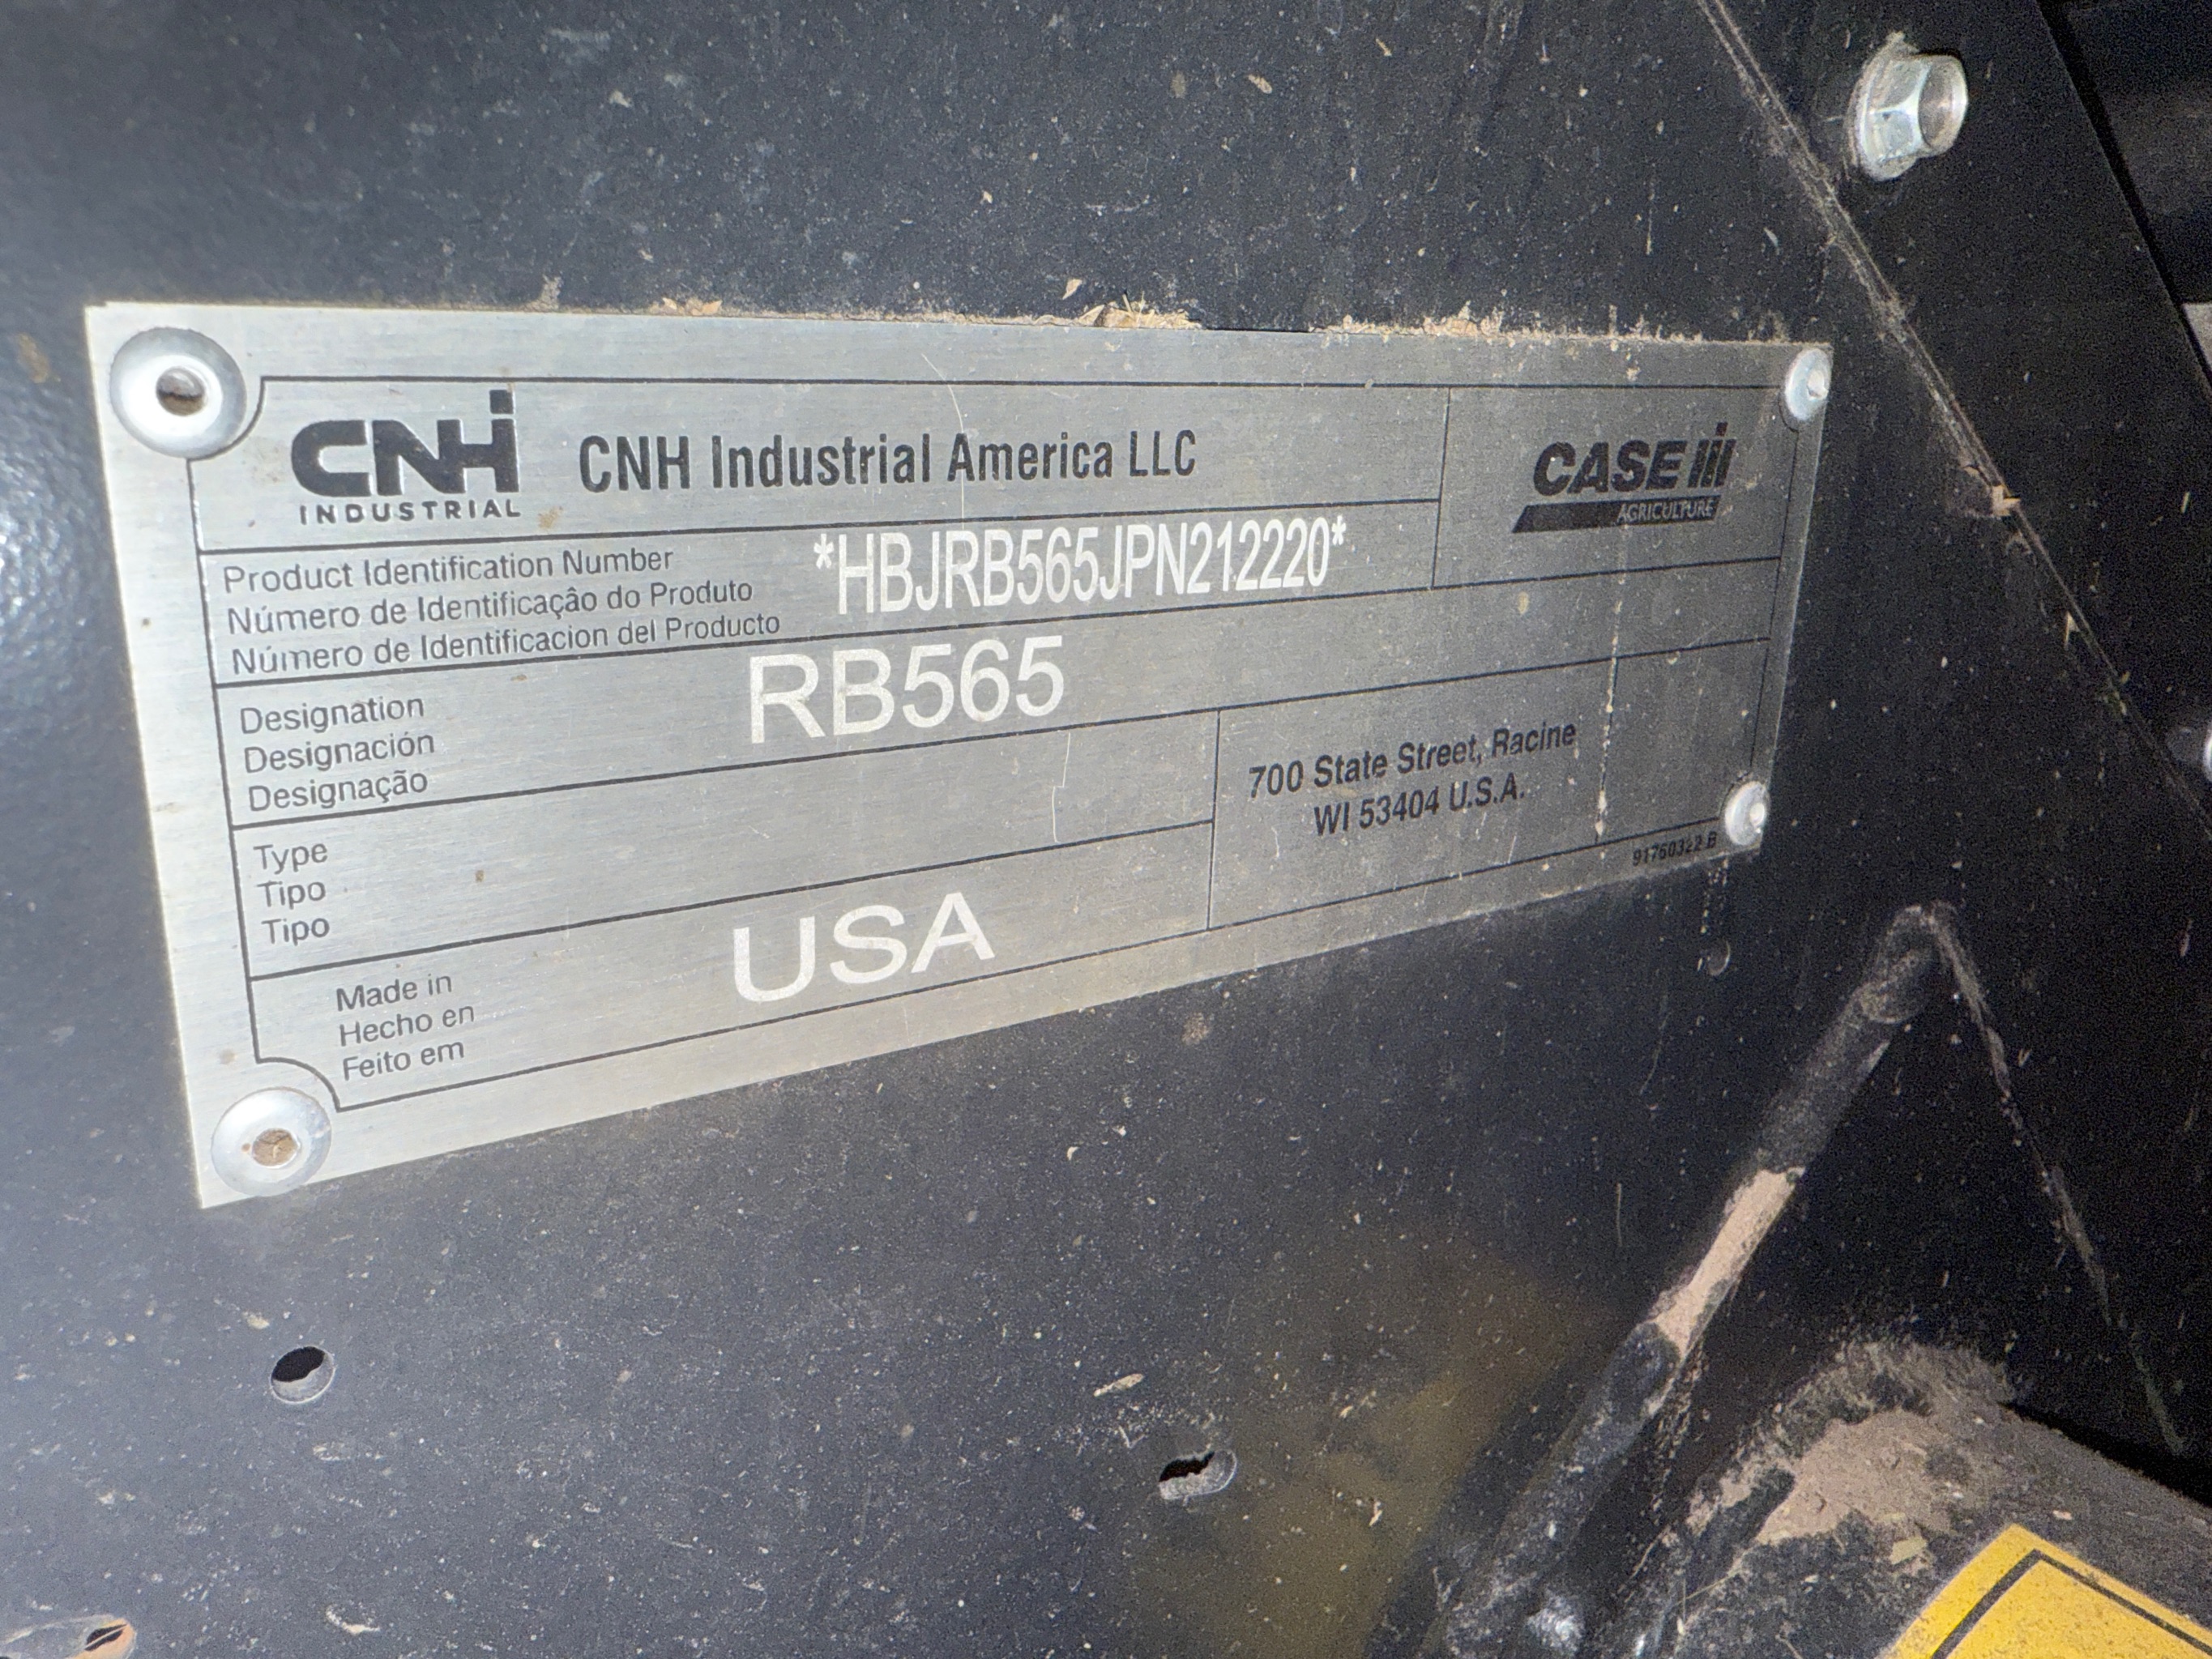 CNH
INDUSTRIAL
CNH Industrial America LLC
CASE III
AGRICULTURE
Product Identification Number
Número de Identificação do Produto
Número de Identificacion del Producto
*HBJRB565JPN212220*
Designation
Designación
Designação
RB565
Type
Tipo
Tipo
700 State Street, Racine
WI 53404 U.S.A.
91760322 B
Made in
Hecho en
Feito em
USA